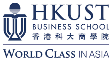 HKUST
BUSINESS SCHOOL
香港科大商學院
WORLD CLASS IN ASIA